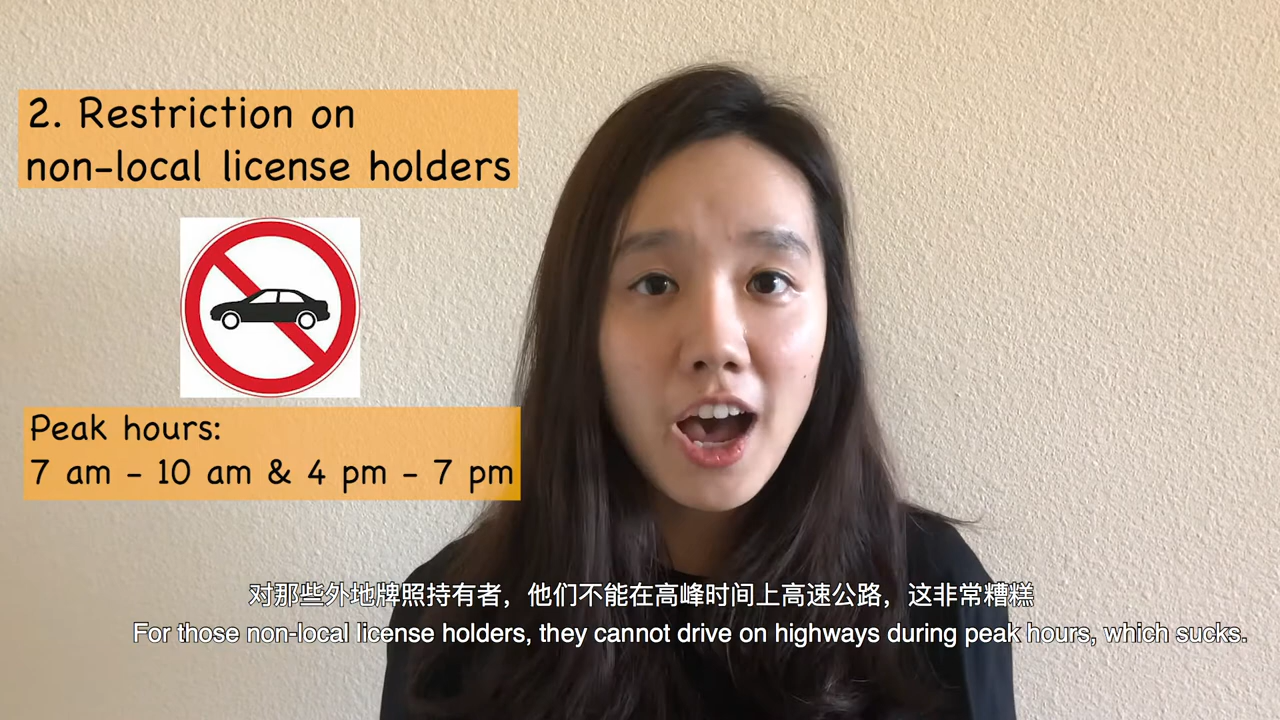 2. Restriction on
non-local license holders
Peak hours:
7 am - 10 am & 4 pm - 7 pm
对那些外地牌照持有者，他们不能在高峰时间上高速公路，这非常糟糕
For those non-local license holders, they cannot drive on highways during peak hours, which sucks.